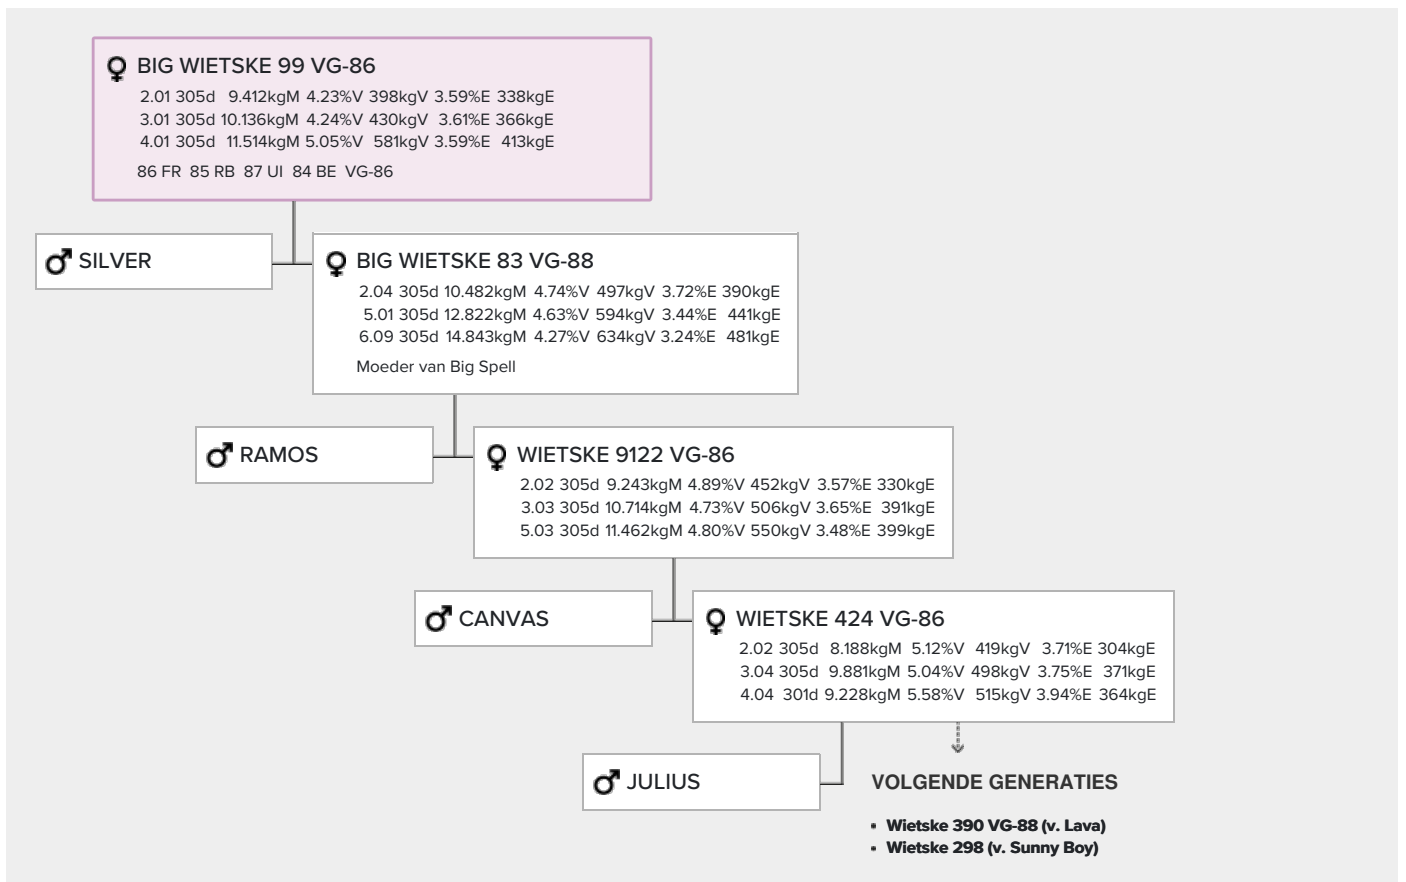 BIG WIETSKE 99 VG-86
2.01 305d 9.412kgM 4.23%V 398kgV 3.59%E 338kgE
3.01 305d 10.136kgM 4.24%V 430kgV 3.61%E 366kgE
4.01 305d 11.514kgM 5.05%V 581kgV 3.59%E 413kgE
86 FR 85 RB 87 UI 84 BE VG-86
SILVER
BIG WIETSKE 83 VG-88
2.04 305d 10.482kgM 4.74%V 497kgV 3.72%E 390kgE
5.01 305d 12.822kgM 4.63%V 594kgV 3.44%E 441kgE
6.09 305d 14.843kgM 4.27%V 634kgV 3.24%E 481kgE
Moeder van Big Spell
RAMOS
WIETSKE 9122 VG-86
2.02 305d 9.243kgM 4.89%V 452kgV 3.57%E 330kgE
3.03 305d 10.714kgM 4.73%V 506kgV 3.65%E 391kgE
5.03 305d 11.462kgM 4.80%V 550kgV 3.48%E 399kgE
CANVAS
WIETSKE 424 VG-86
2.02 305d 8.188kgM 5.12%V 419kgV 3.71%E 304kgE
3.04 305d 9.881kgM 5.04%V 498kgV 3.75%E 371kgE
4.04 301d 9.228kgM 5.58%V 515kgV 3.94%E 364kgE
JULIUS
VOLGENDE GENERATIES
• Wietske 390 VG-88 (v. Lava)
• Wietske 298 (v. Sunny Boy)